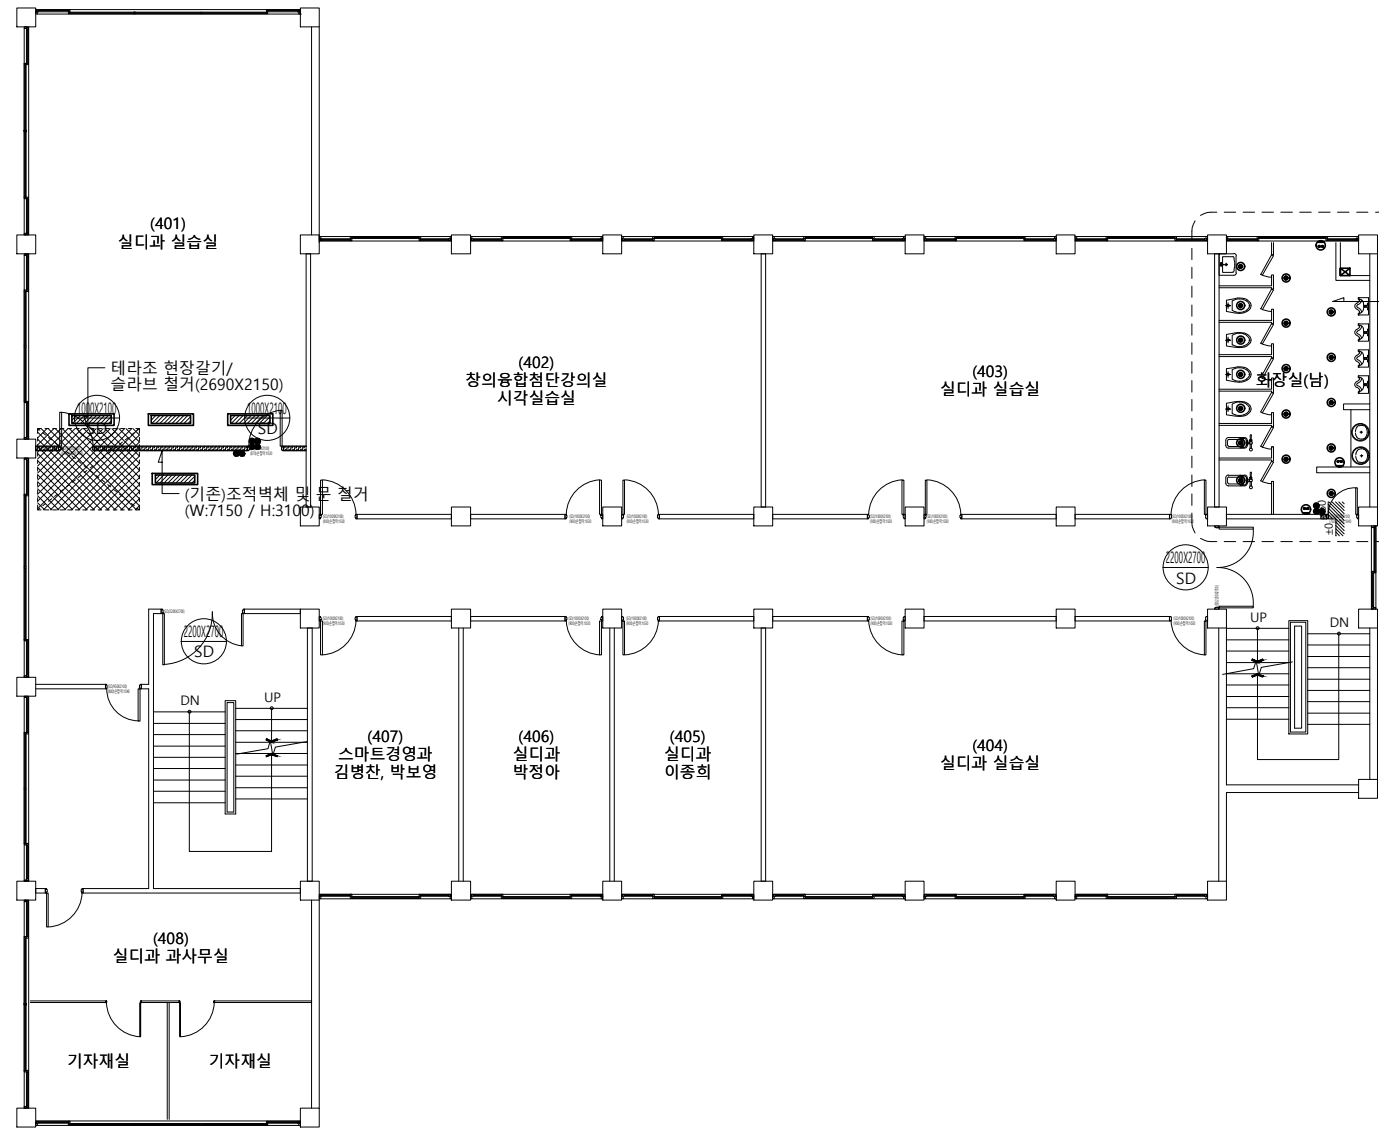 (401)
실디과 실습실
테라조 현장갈기/
슬라브 철거(2690X2150)
1000X2100
SD
1000X2100
SD
(기존)조적벽체 및 문 철거
(W:7150 / H:3100)
(402)
창의융합첨단강의실
시각실습실
(403)
실디과 실습실
화장실(남)
2200X2700
SD
2200X2700
SD
DN
UP
UP
DN
(407)
스마트경영과
김병찬, 박보영
(406)
실디과
박정아
(405)
실디과
이종희
(404)
실디과 실습실
(408)
실디과 과사무실
기자재실
기자재실